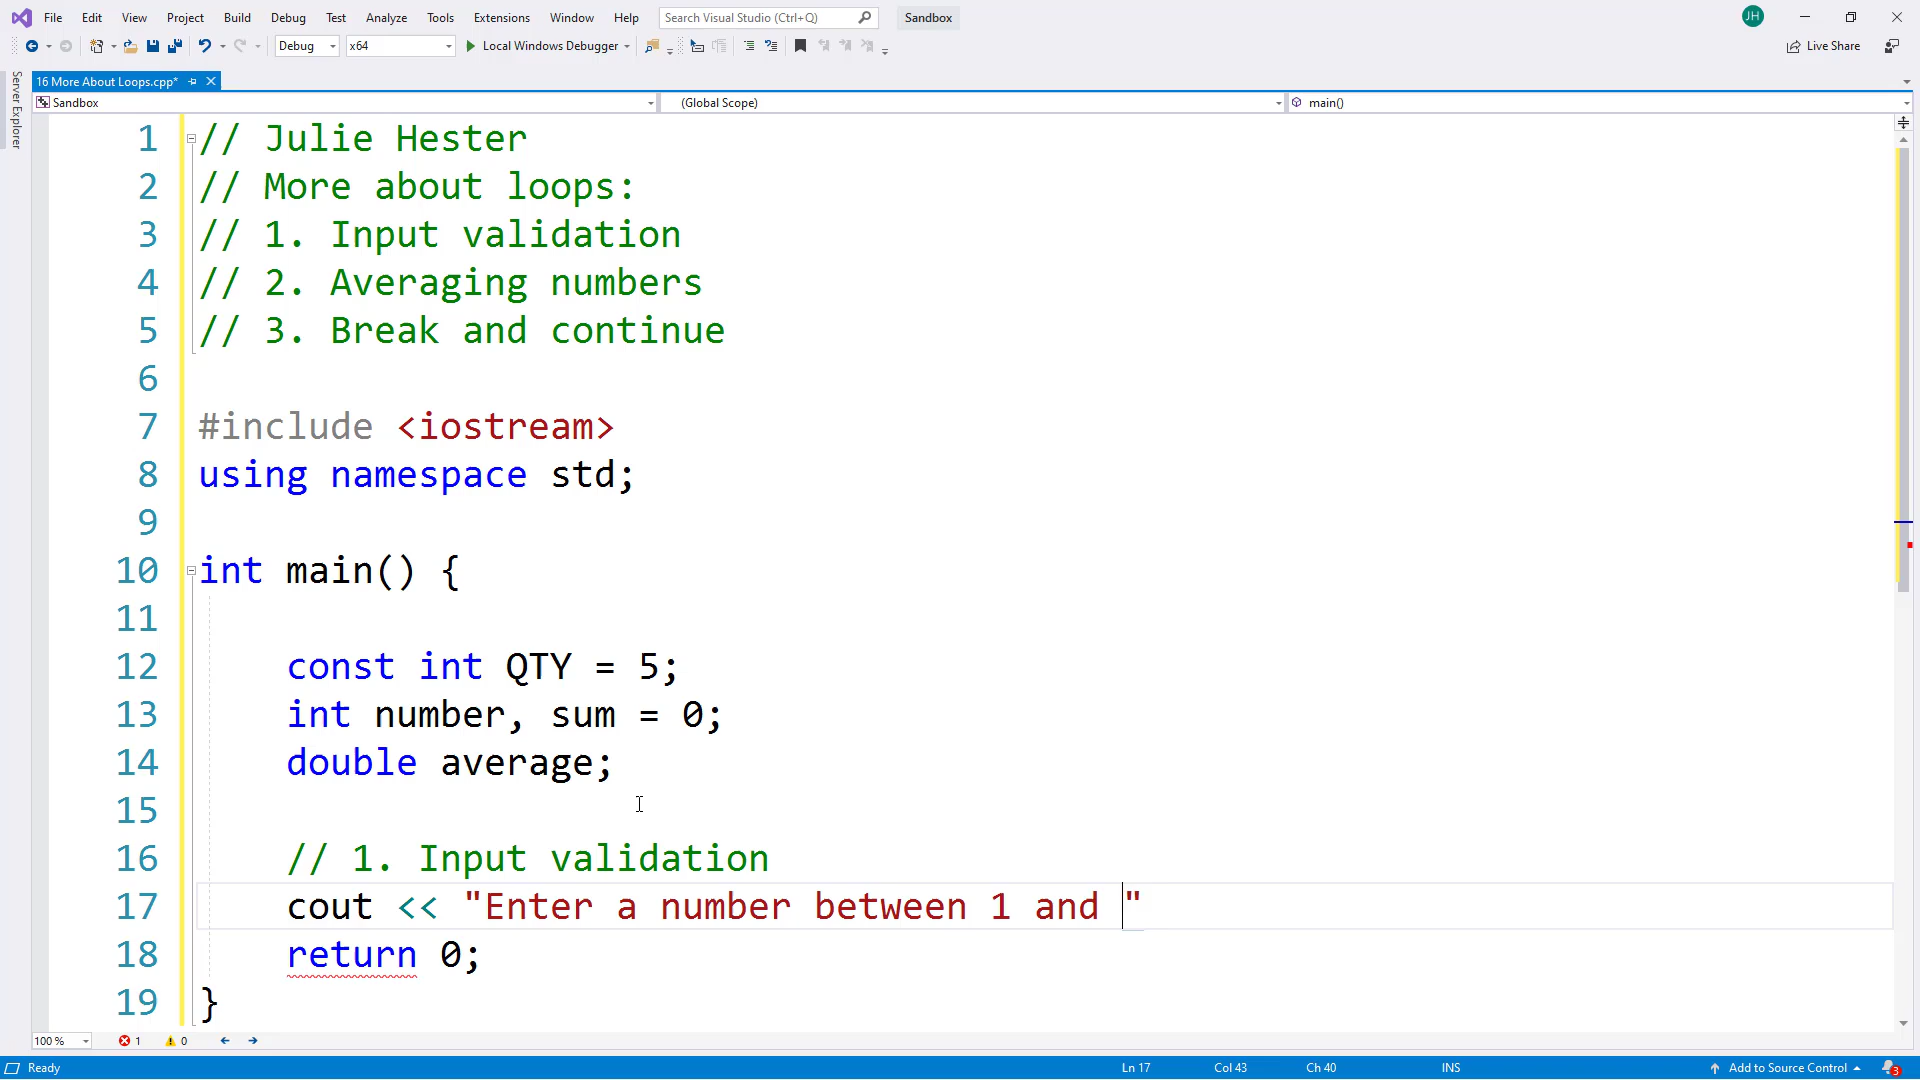 File Edit View Project Build Debug Test Analyze Tools Extensions Window Help Search Visual Studio (Ctrl+Q) Sandbox JH
Debug x64 Local Windows Debugger Live Share
Server Explorer
16 More About Loops.cpp*
Sandbox (Global Scope) main()
1 // Julie Hester
2 // More about loops:
3 // 1. Input validation
4 // 2. Averaging numbers
5 // 3. Break and continue
6
7 #include <iostream>
8 using namespace std;
9
10 int main() {
11
12 const int QTY = 5;
13 int number, sum = 0;
14 double average;
15
16 // 1. Input validation
17 cout << "Enter a number between 1 and "
18 return 0;
19 }
100 % 1 0
Ready Ln 17 Col 43 Ch 40 INS Add to Source Control 3